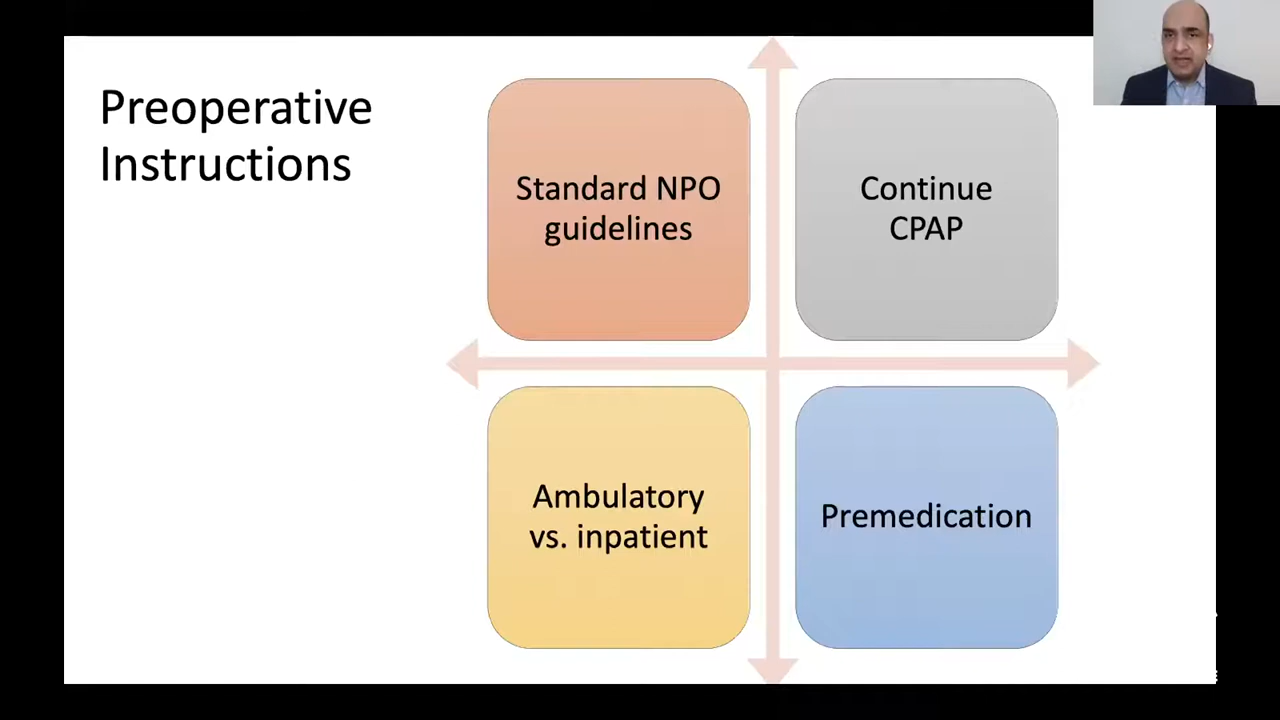 Preoperative
Instructions
Standard NPO
guidelines
Continue
CPAP
Ambulatory
vs. inpatient
Premedication